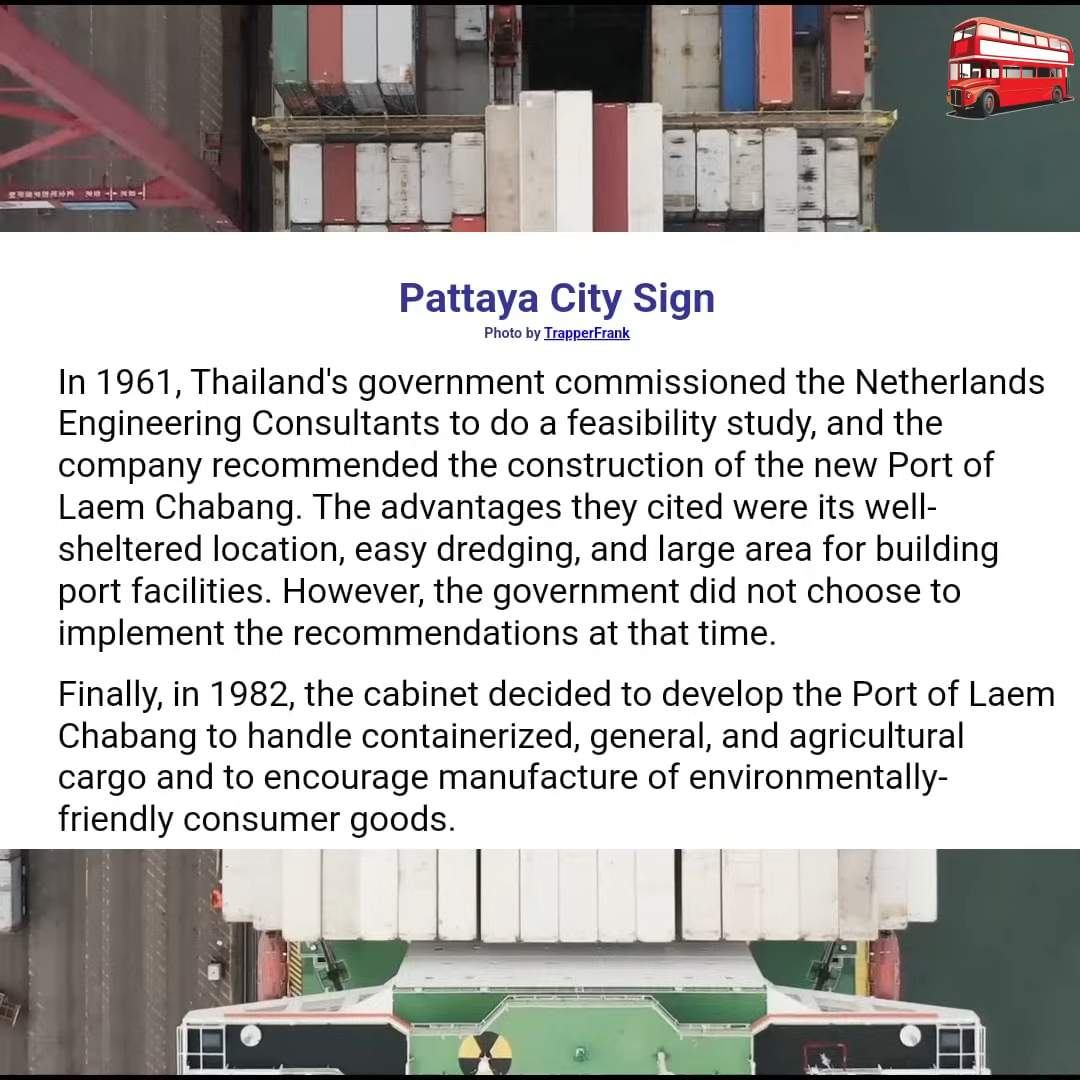 Pattaya City Sign
Photo by TrapperFrank
In 1961, Thailand's government commissioned the Netherlands
Engineering Consultants to do a feasibility study, and the
company recommended the construction of the new Port of
Laem Chabang. The advantages they cited were its well-
sheltered location, easy dredging, and large area for building
port facilities. However, the government did not choose to
implement the recommendations at that time.
Finally, in 1982, the cabinet decided to develop the Port of Laem
Chabang to handle containerized, general, and agricultural
cargo and to encourage manufacture of environmentally-
friendly consumer goods.